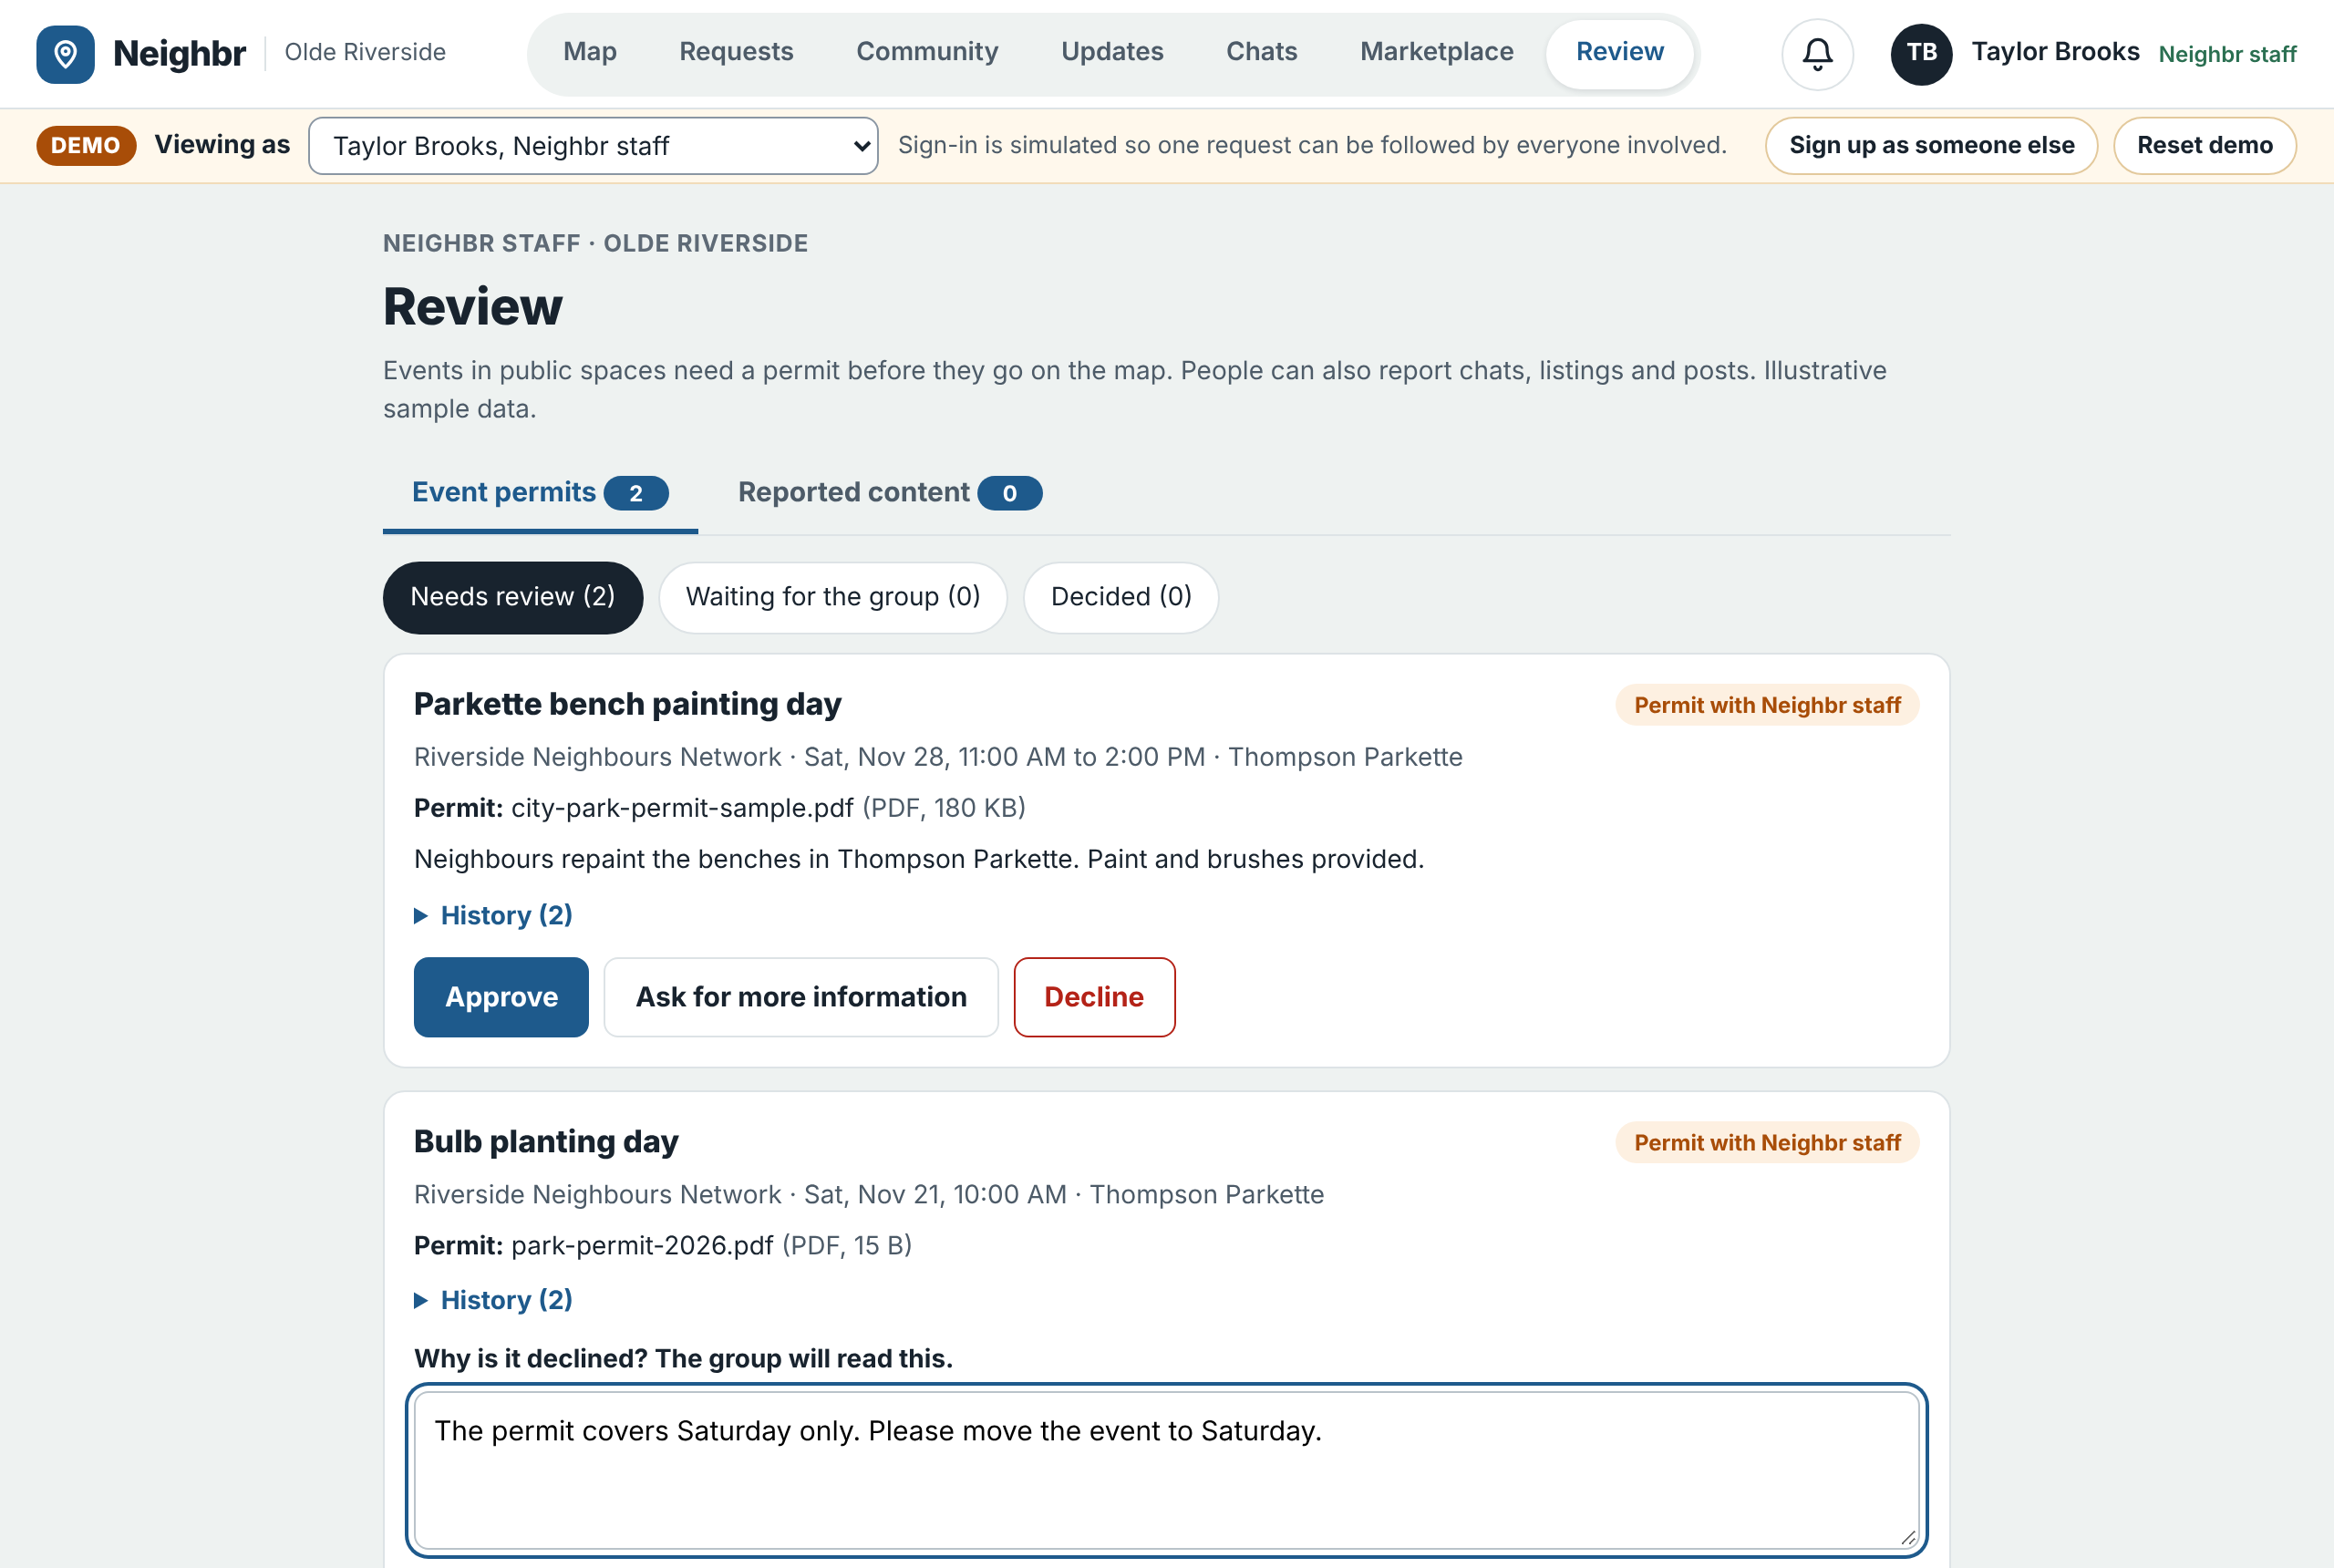 Neighbr
Olde Riverside
Map
Requests
Community
Updates
Chats
Marketplace
Review
TB
Taylor Brooks
Neighbr staff
DEMO
Viewing as
Taylor Brooks, Neighbr staff
Sign-in is simulated so one request can be followed by everyone involved.
Sign up as someone else
Reset demo
NEIGHBR STAFF · OLDE RIVERSIDE
Review
Events in public spaces need a permit before they go on the map. People can also report chats, listings and posts. Illustrative
sample data.
Event permits 2
Reported content 0
Needs review (2)
Waiting for the group (0)
Decided (0)
Parkette bench painting day
Permit with Neighbr staff
Riverside Neighbours Network · Sat, Nov 28, 11:00 AM to 2:00 PM · Thompson Parkette
Permit: city-park-permit-sample.pdf (PDF, 180 KB)
Neighbours repaint the benches in Thompson Parkette. Paint and brushes provided.
History (2)
Approve
Ask for more information
Decline
Bulb planting day
Permit with Neighbr staff
Riverside Neighbours Network · Sat, Nov 21, 10:00 AM · Thompson Parkette
Permit: park-permit-2026.pdf (PDF, 15 B)
History (2)
Why is it declined? The group will read this.
The permit covers Saturday only. Please move the event to Saturday.